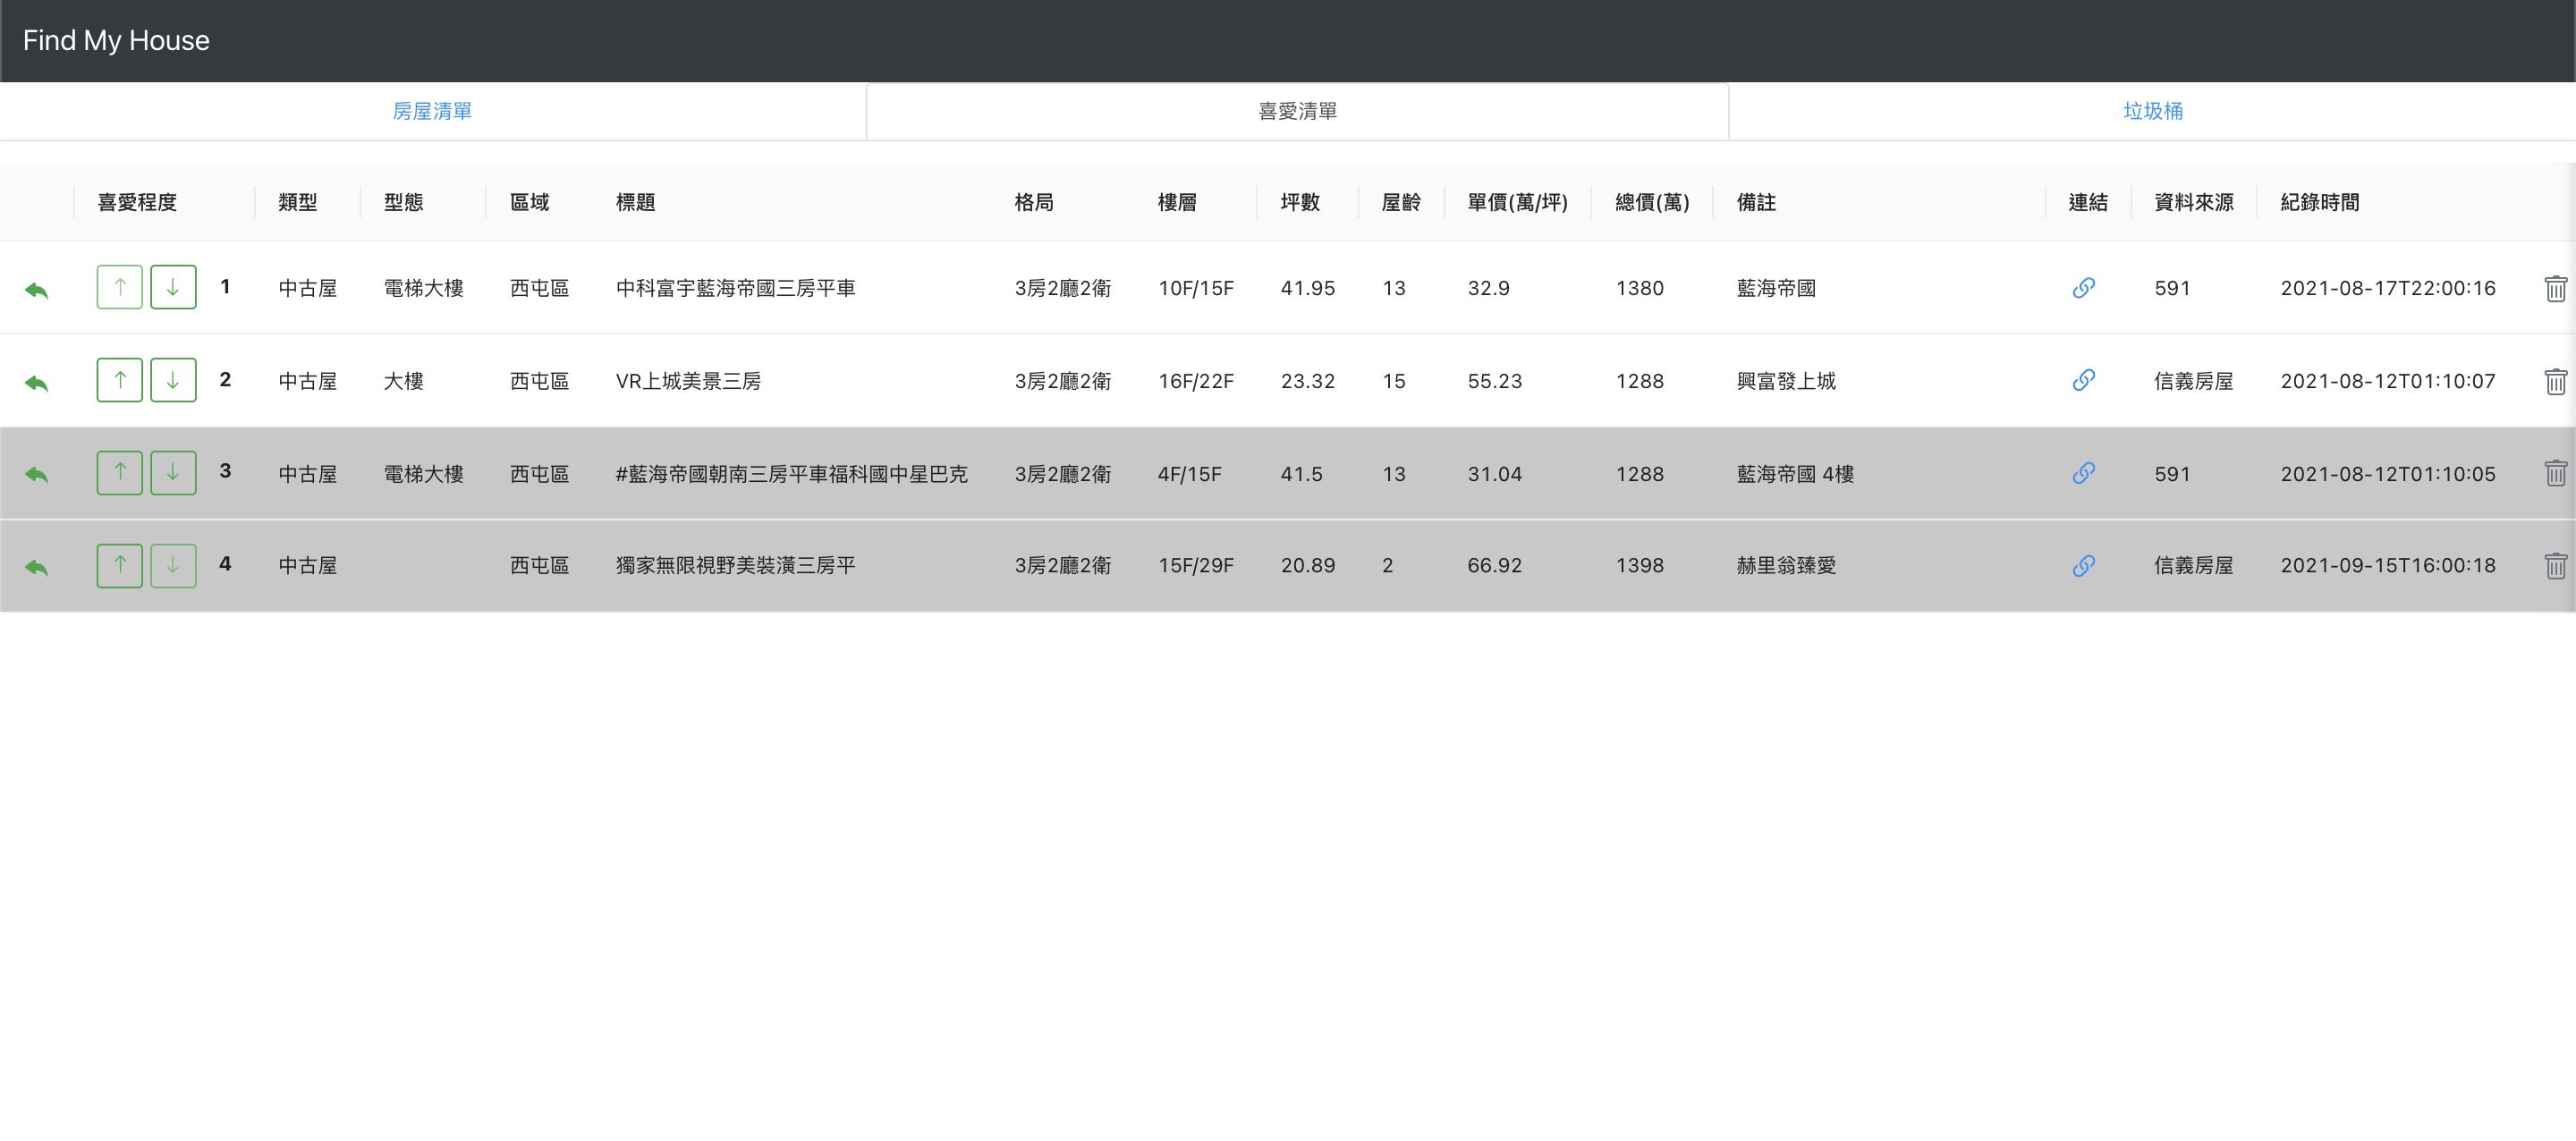 Find My House
房屋清單 喜愛清單 垃圾桶
喜愛程度 類型 型態 區域 標題 格局 樓層 坪數 屋齡 單價(萬/坪) 總價(萬) 備註 連結 資料來源 紀錄時間
↑ ↓ 1 中古屋 電梯大樓 西屯區 中科富宇藍海帝國三房平車 3房2廳2衛 10F/15F 41.95 13 32.9 1380 藍海帝國 591 2021-08-17T22:00:16
↑ ↓ 2 中古屋 大樓 西屯區 VR上城美景三房 3房2廳2衛 16F/22F 23.32 15 55.23 1288 興富發上城 信義房屋 2021-08-12T01:10:07
↑ ↓ 3 中古屋 電梯大樓 西屯區 #藍海帝國朝南三房平車福科國中星巴克 3房2廳2衛 4F/15F 41.5 13 31.04 1288 藍海帝國 4樓 591 2021-08-12T01:10:05
↑ ↓ 4 中古屋 西屯區 獨家無限視野美裝潢三房平 3房2廳2衛 15F/29F 20.89 2 66.92 1398 赫里翁臻愛 信義房屋 2021-09-15T16:00:18